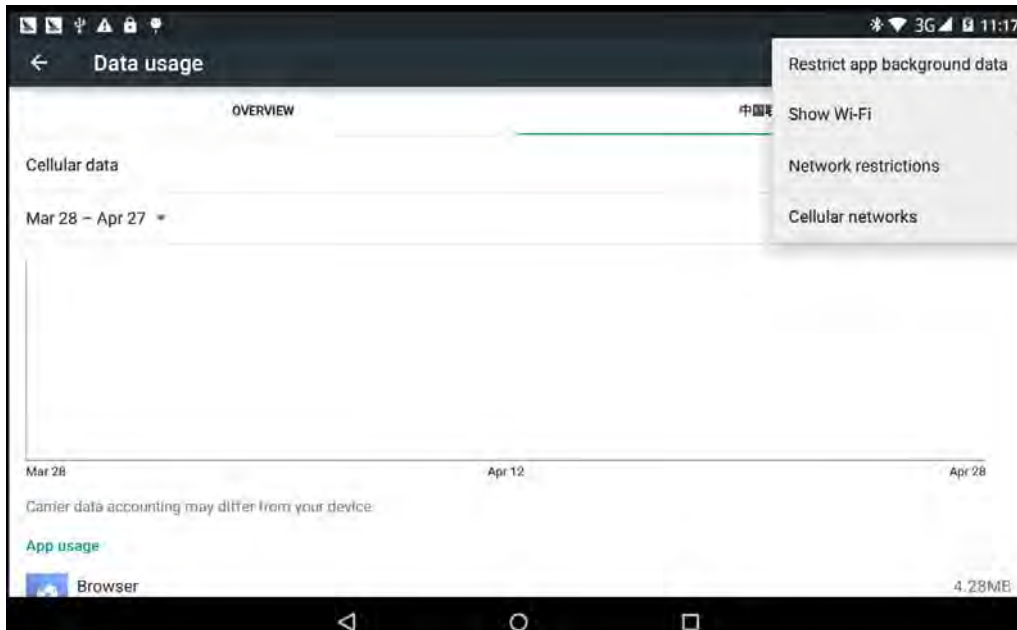 3G 11:17
Data usage
Restrict app background data
OVERVIEW
中国
Show Wi-Fi
Cellular data
Network restrictions
Mar 28 – Apr 27
Cellular networks
Mar 28
Apr 12
Apr 28
Carrier data accounting may differ from your device.
App usage
Browser
4.28MB